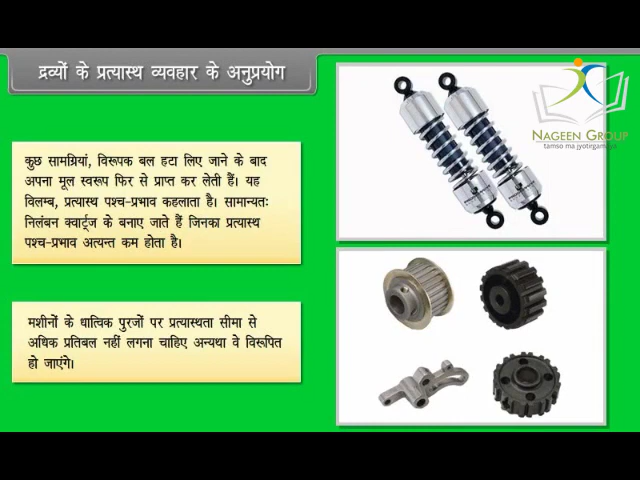 द्रव्यों के प्रत्यास्थ व्यवहार के अनुप्रयोग
कुछ सामग्रियां, विरूपक बल हटा लिए जाने के बाद
अपना मूल स्वरूप फिर से प्राप्त कर लेती हैं। यह
विलम्ब, प्रत्यास्थ पश्च-प्रभाव कहलाता है। सामान्यतः
निलंबन क्वार्ट्ज के बनाए जाते हैं जिनका प्रत्यास्थ
पश्च-प्रभाव अत्यन्त कम होता है।
मशीनों के धात्विक पुरजों पर प्रत्यास्थता सीमा से
अधिक प्रतिबल नहीं लगना चाहिए अन्यथा वे विरूपित
हो जाएंगे।
NAGEEN GROUP
tamso ma jyotirgamaya